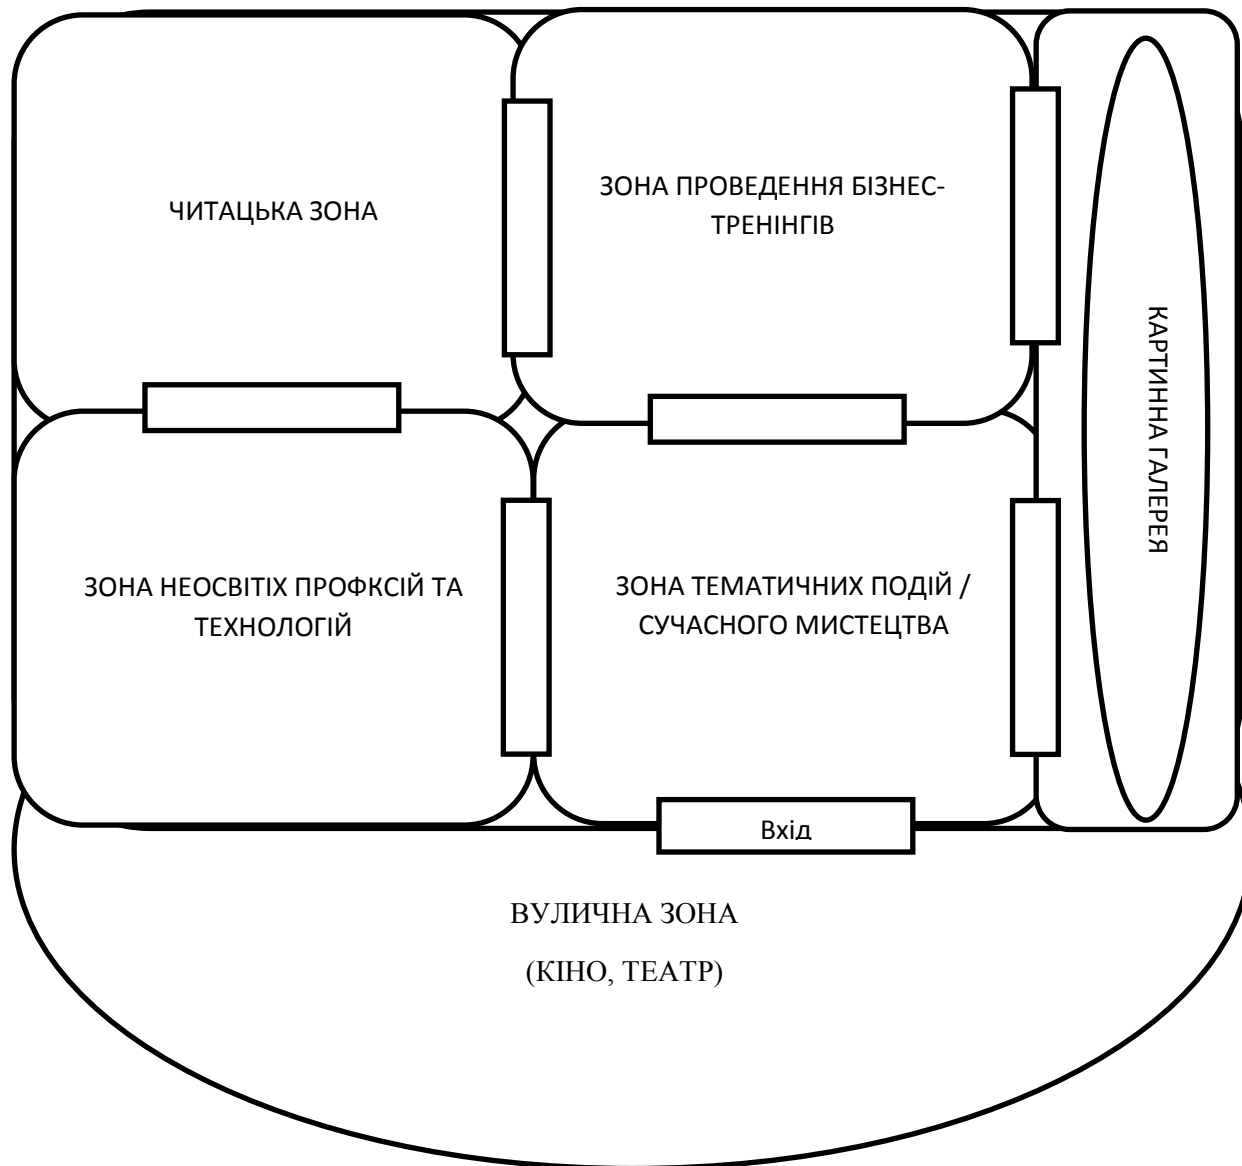 ЧИТАЦЬКА ЗОНА
ЗОНА ПРОВЕДЕННЯ БІЗНЕС-
ТРЕНІНГІВ
КАРТИННА ГАЛЕРЕЯ
ЗОНА НЕОСВІТІХ ПРОФКСІЙ ТА
ТЕХНОЛОГІЙ
ЗОНА ТЕМАТИЧНИХ ПОДІЙ /
СУЧАСНОГО МИСТЕЦТВА
Вхід
ВУЛИЧНА ЗОНА
(КІНО, ТЕАТР)